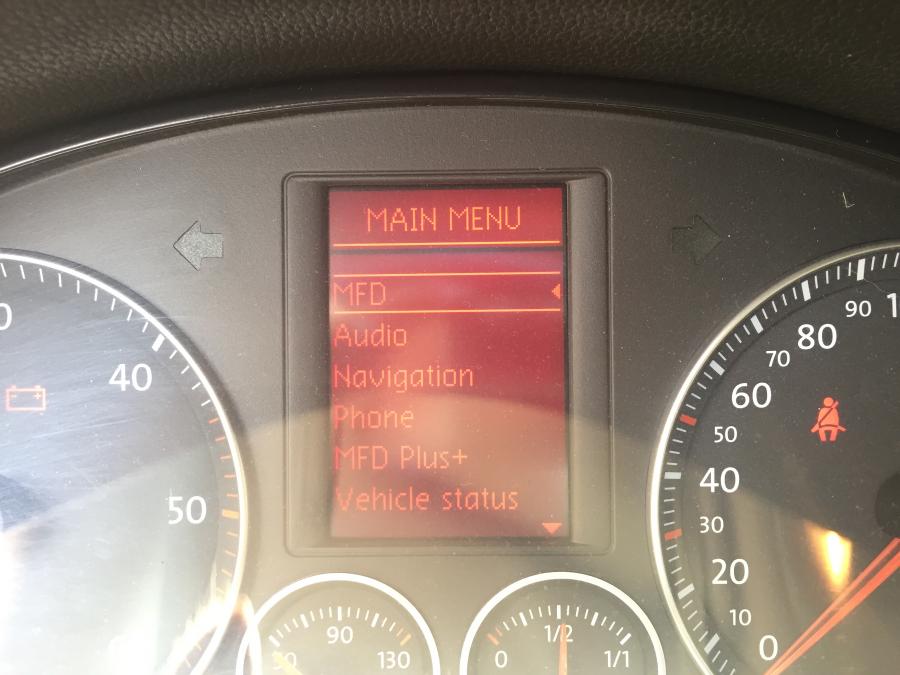 MAIN MENU
MFD
Audio
Navigation
Phone
MFD Plus+
Vehicle status
40
50
90
130
0
1/2
1/1
0
10
20
30
40
50
60
70
80
90